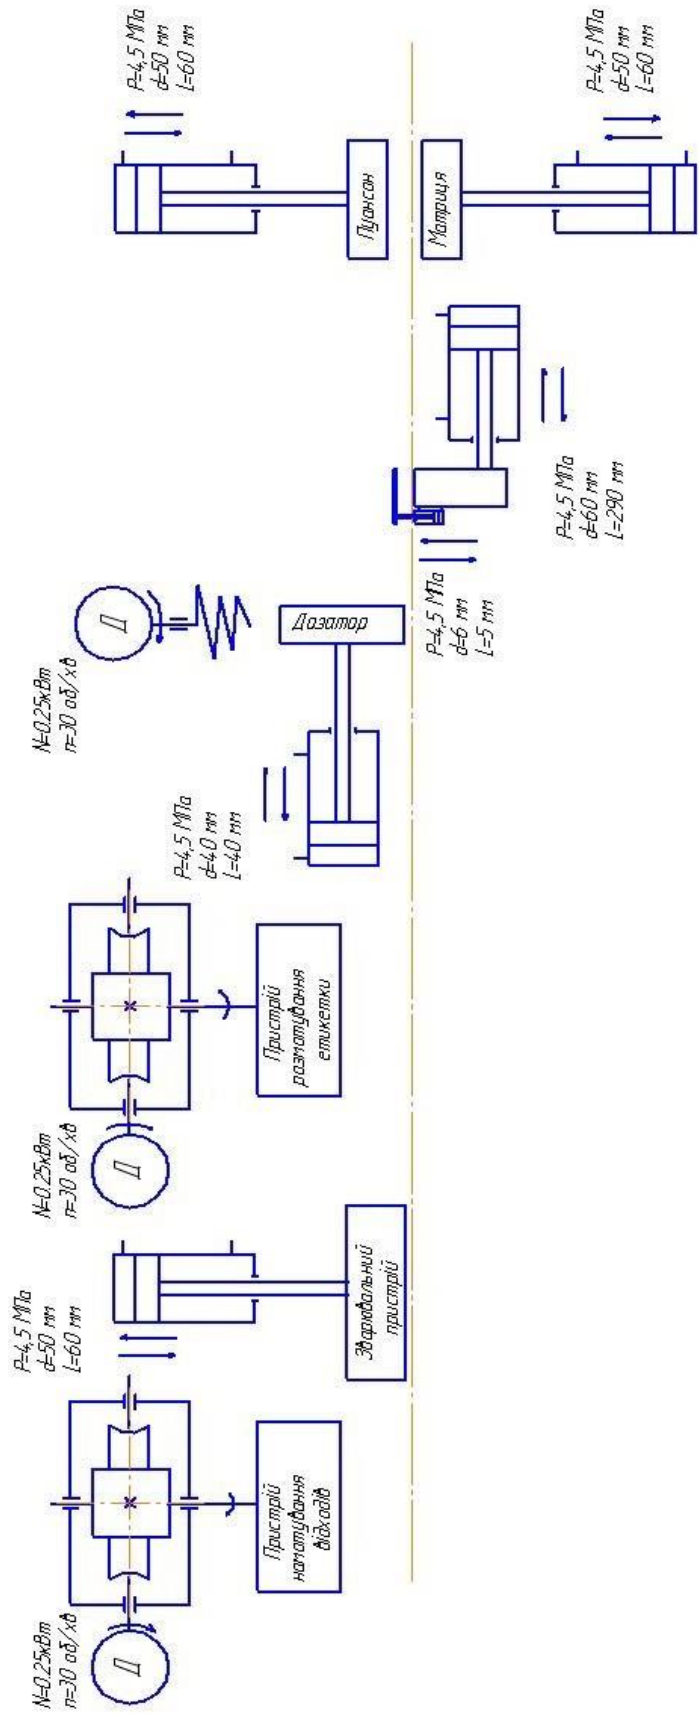 N=0.25кВт
n=30 об/хв
Д
Пристрій
намотування
відходів
P=4,5 МПа
d=50 мм
L=60 мм
Зварювальний
пристрій
N=0.25кВт
n=30 об/хв
Д
Пристрій
розмотування
етикетки
P=4,5 МПа
d=40 мм
L=40 мм
Дозатор
N=0.25кВт
n=30 об/хв
Д
P=4,5 МПа
d=6 мм
L=5 мм
P=4,5 МПа
d=60 мм
L=290 мм
P=4,5 МПа
d=50 мм
L=60 мм
Пуансон
Матриця
P=4,5 МПа
d=50 мм
L=60 мм